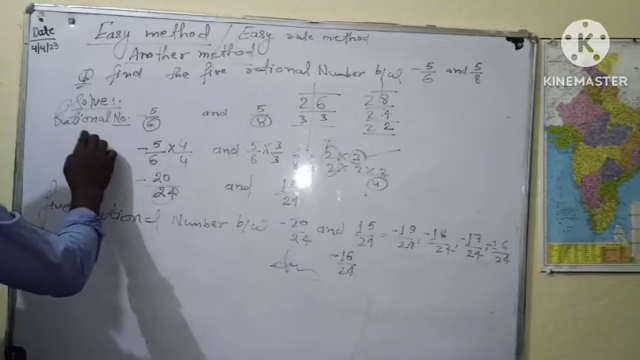 Date
4/4/23
Easy method / Easy rule method
Another method
Q find the five rational Number b/w -5/6 and 5/8
Solve:-
Rational No. -5/6 and 5/8
2 | 6
3 | 3
2 8
2 4
2 2
-5/6 × 4/4 and 5/8 × 3/3
-20/24 and 15/24
five rational Number b/w -20/24 and 15/24 = -19/24, -18/24, -17/24, -16/24
-16/24
KINEMASTER